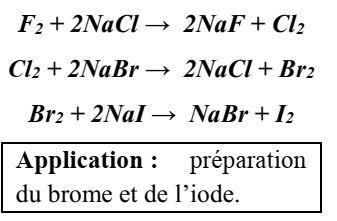 F₂ + 2NaCl → 2NaF + Cl₂
Cl₂ + 2NaBr → 2NaCl + Br₂
Br₂ + 2NaI → NaBr + I₂
Application : préparation
du brome et de l’iode.